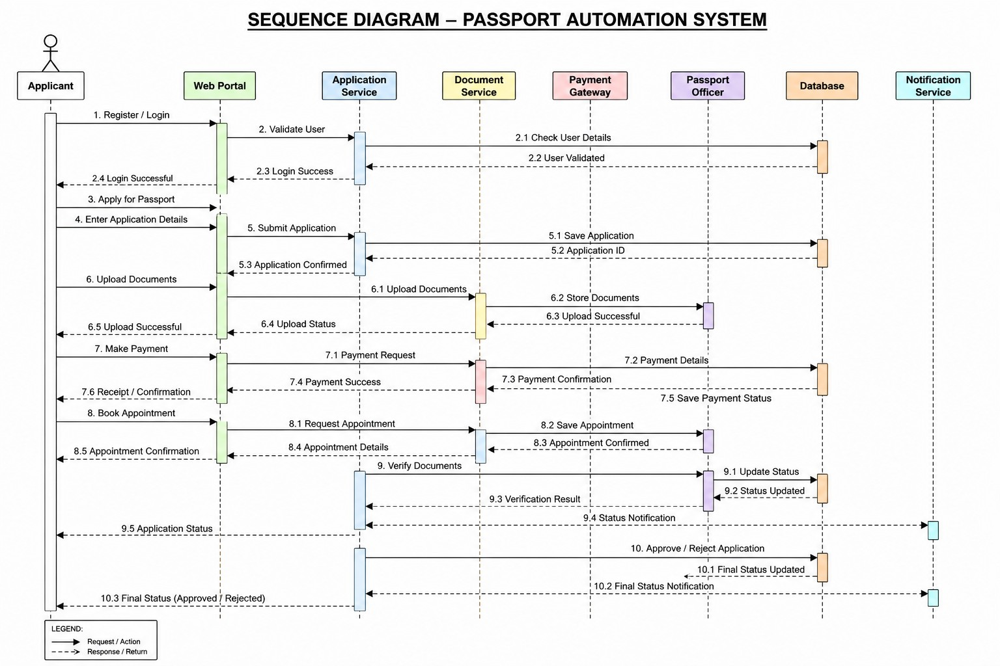 SEQUENCE DIAGRAM – PASSPORT AUTOMATION SYSTEM
Applicant
Web Portal
Application
Service
Document
Service
Payment
Gateway
Passport
Officer
Database
Notification
Service
1. Register / Login
2. Validate User
2.1 Check User Details
2.2 User Validated
2.3 Login Success
2.4 Login Successful
3. Apply for Passport
4. Enter Application Details
5. Submit Application
5.1 Save Application
5.2 Application ID
5.3 Application Confirmed
6. Upload Documents
6.1 Upload Documents
6.2 Store Documents
6.3 Upload Successful
6.4 Upload Status
6.5 Upload Successful
7. Make Payment
7.1 Payment Request
7.2 Payment Details
7.3 Payment Confirmation
7.4 Payment Success
7.6 Receipt / Confirmation
7.5 Save Payment Status
8. Book Appointment
8.1 Request Appointment
8.2 Save Appointment
8.3 Appointment Confirmed
8.4 Appointment Details
8.5 Appointment Confirmation
9. Verify Documents
9.1 Update Status
9.2 Status Updated
9.3 Verification Result
9.4 Status Notification
9.5 Application Status
10. Approve / Reject Application
10.1 Final Status Updated
10.2 Final Status Notification
10.3 Final Status (Approved / Rejected)
LEGEND:
Request / Action
Response / Return